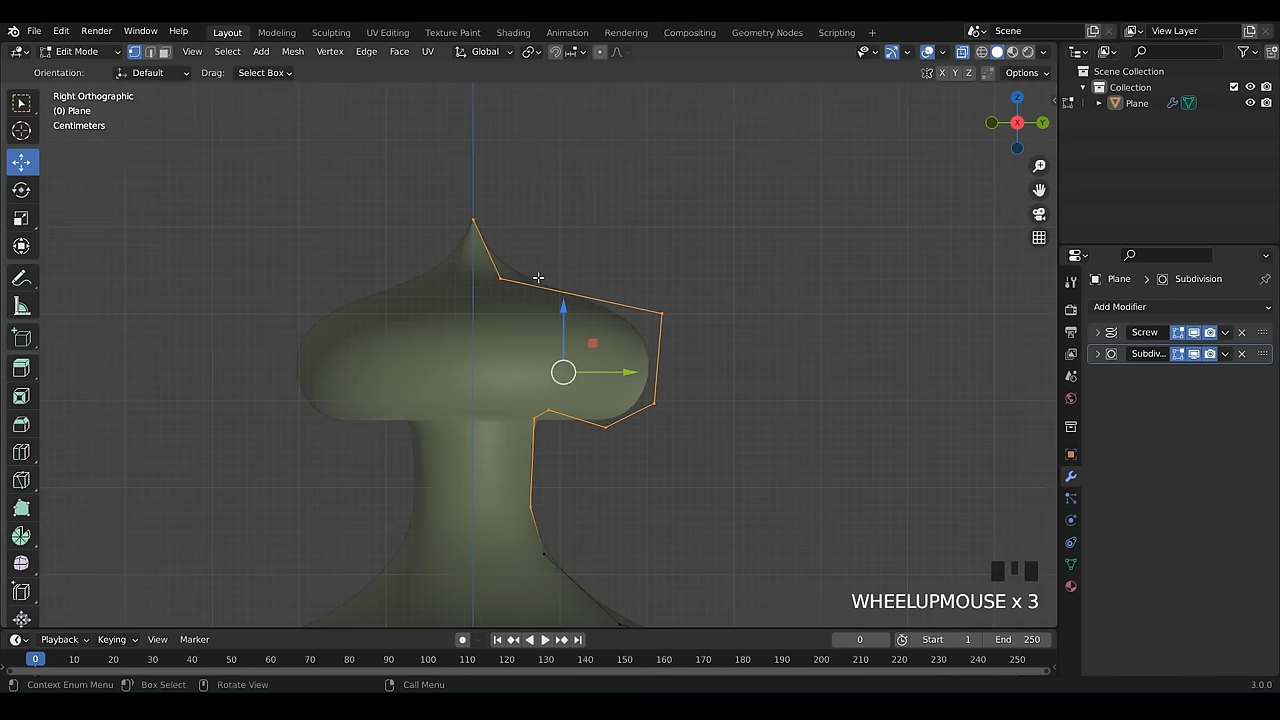 File Edit Render Window Help Layout Modeling Sculpting UV Editing Texture Paint Shading Animation Rendering Compositing Geometry Nodes Scripting + Scene View Layer
Edit Mode View Select Add Mesh Vertex Edge Face UV Global
Orientation: Default Drag: Select Box X Y Z Options
Right Orthographic
(0) Plane
Centimeters
Z
X
Y
Scene Collection
Collection
Plane
Plane > Subdivision
Add Modifier
Screw
Subdiv...
WHEELUPMOUSE x 3
Playback Keying View Marker 0 Start 1 End 250
0 10 20 30 40 50 60 70 80 90 100 110 120 130 140 150 160 170 180 190 200 210 220 230 240 250
Context Enum Menu Box Select Rotate View Call Menu 3.0.0